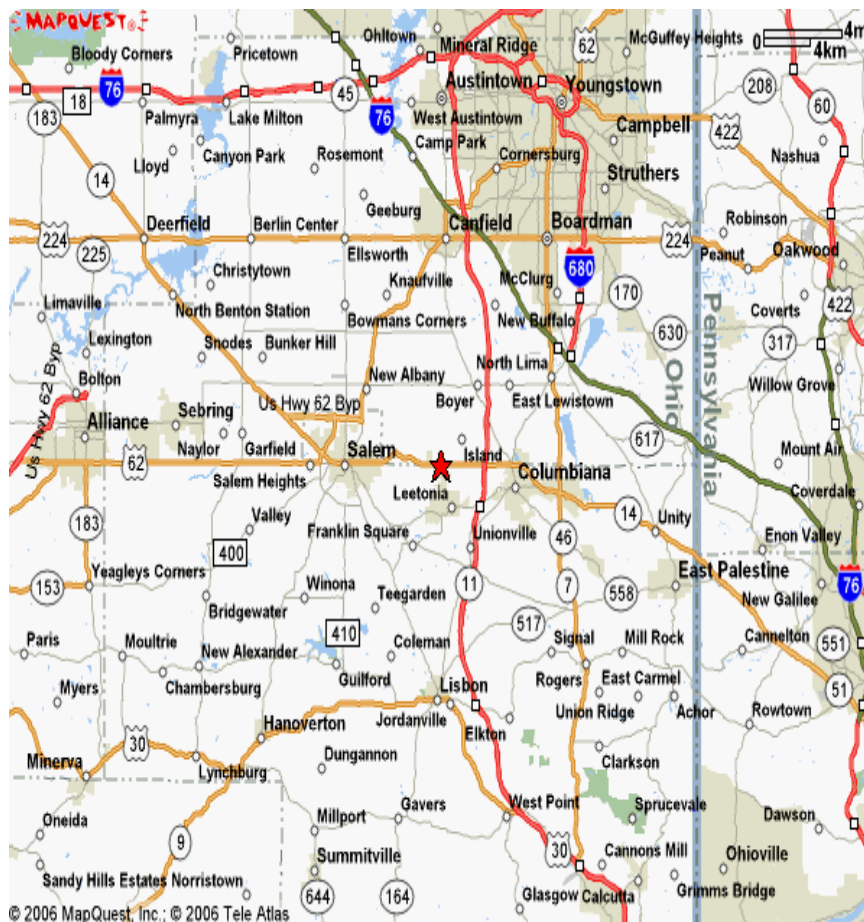 MAPQUEST®
Bloody Corners
Pricetown
Ohltown
Mineral Ridge
62
McGuffey Heights
0 4m
4km
76
18
45
Austintown
Youngstown
208
60
183
Palmyra
Lake Milton
76
West Austintown
Campbell
422
Lloyd
Canyon Park
Rosemont
Camp Park
Cornersburg
Struthers
Nashua
14
Geeburg
Canfield
Boardman
Robinson
Oakwood
224
225
Deerfield
Berlin Center
Ellsworth
224
Peanut
Christytown
Knaufville
McClurg
680
170
Coverts
422
Limaville
North Benton Station
Bowmans Corners
New Buffalo
630
317
Lexington
Snodes
Bunker Hill
North Lima
Ohio
Pennsylvania
Willow Grove
Bolton
New Albany
Boyer
East Lewistown
Us Hwy 62 Byp
Us Hwy 62 Byp
Alliance
Sebring
617
Naylor
Garfield
Salem
Island
Mount Air
62
Salem Heights
Columbiana
Coverdale
Leetonia
183
Valley
Franklin Square
Unionville
14
Unity
Enon Valley
400
46
153
Yeagleys Corners
Winona
Teegarden
11
7
558
East Palestine
New Galilee
76
Bridgewater
410
517
Paris
Moultrie
New Alexander
Coleman
Signal
Mill Rock
Cannelton
551
Chambersburg
Guilford
Rogers
East Carmel
51
Myers
Lisbon
Jordanville
Elkton
Union Ridge
Achor
Rowtown
Hanoverton
30
Minerva
Lynchburg
Dungannon
Clarkson
Oneida
Millport
Gavers
West Point
Sprucevale
Dawson
9
30
Summitville
Cannons Mill
Ohioville
Sandy Hills Estates
Norristown
644
164
Glasgow
Calcutta
Grimms Bridge
© 2006 MapQuest, Inc.; © 2006 Tele Atlas